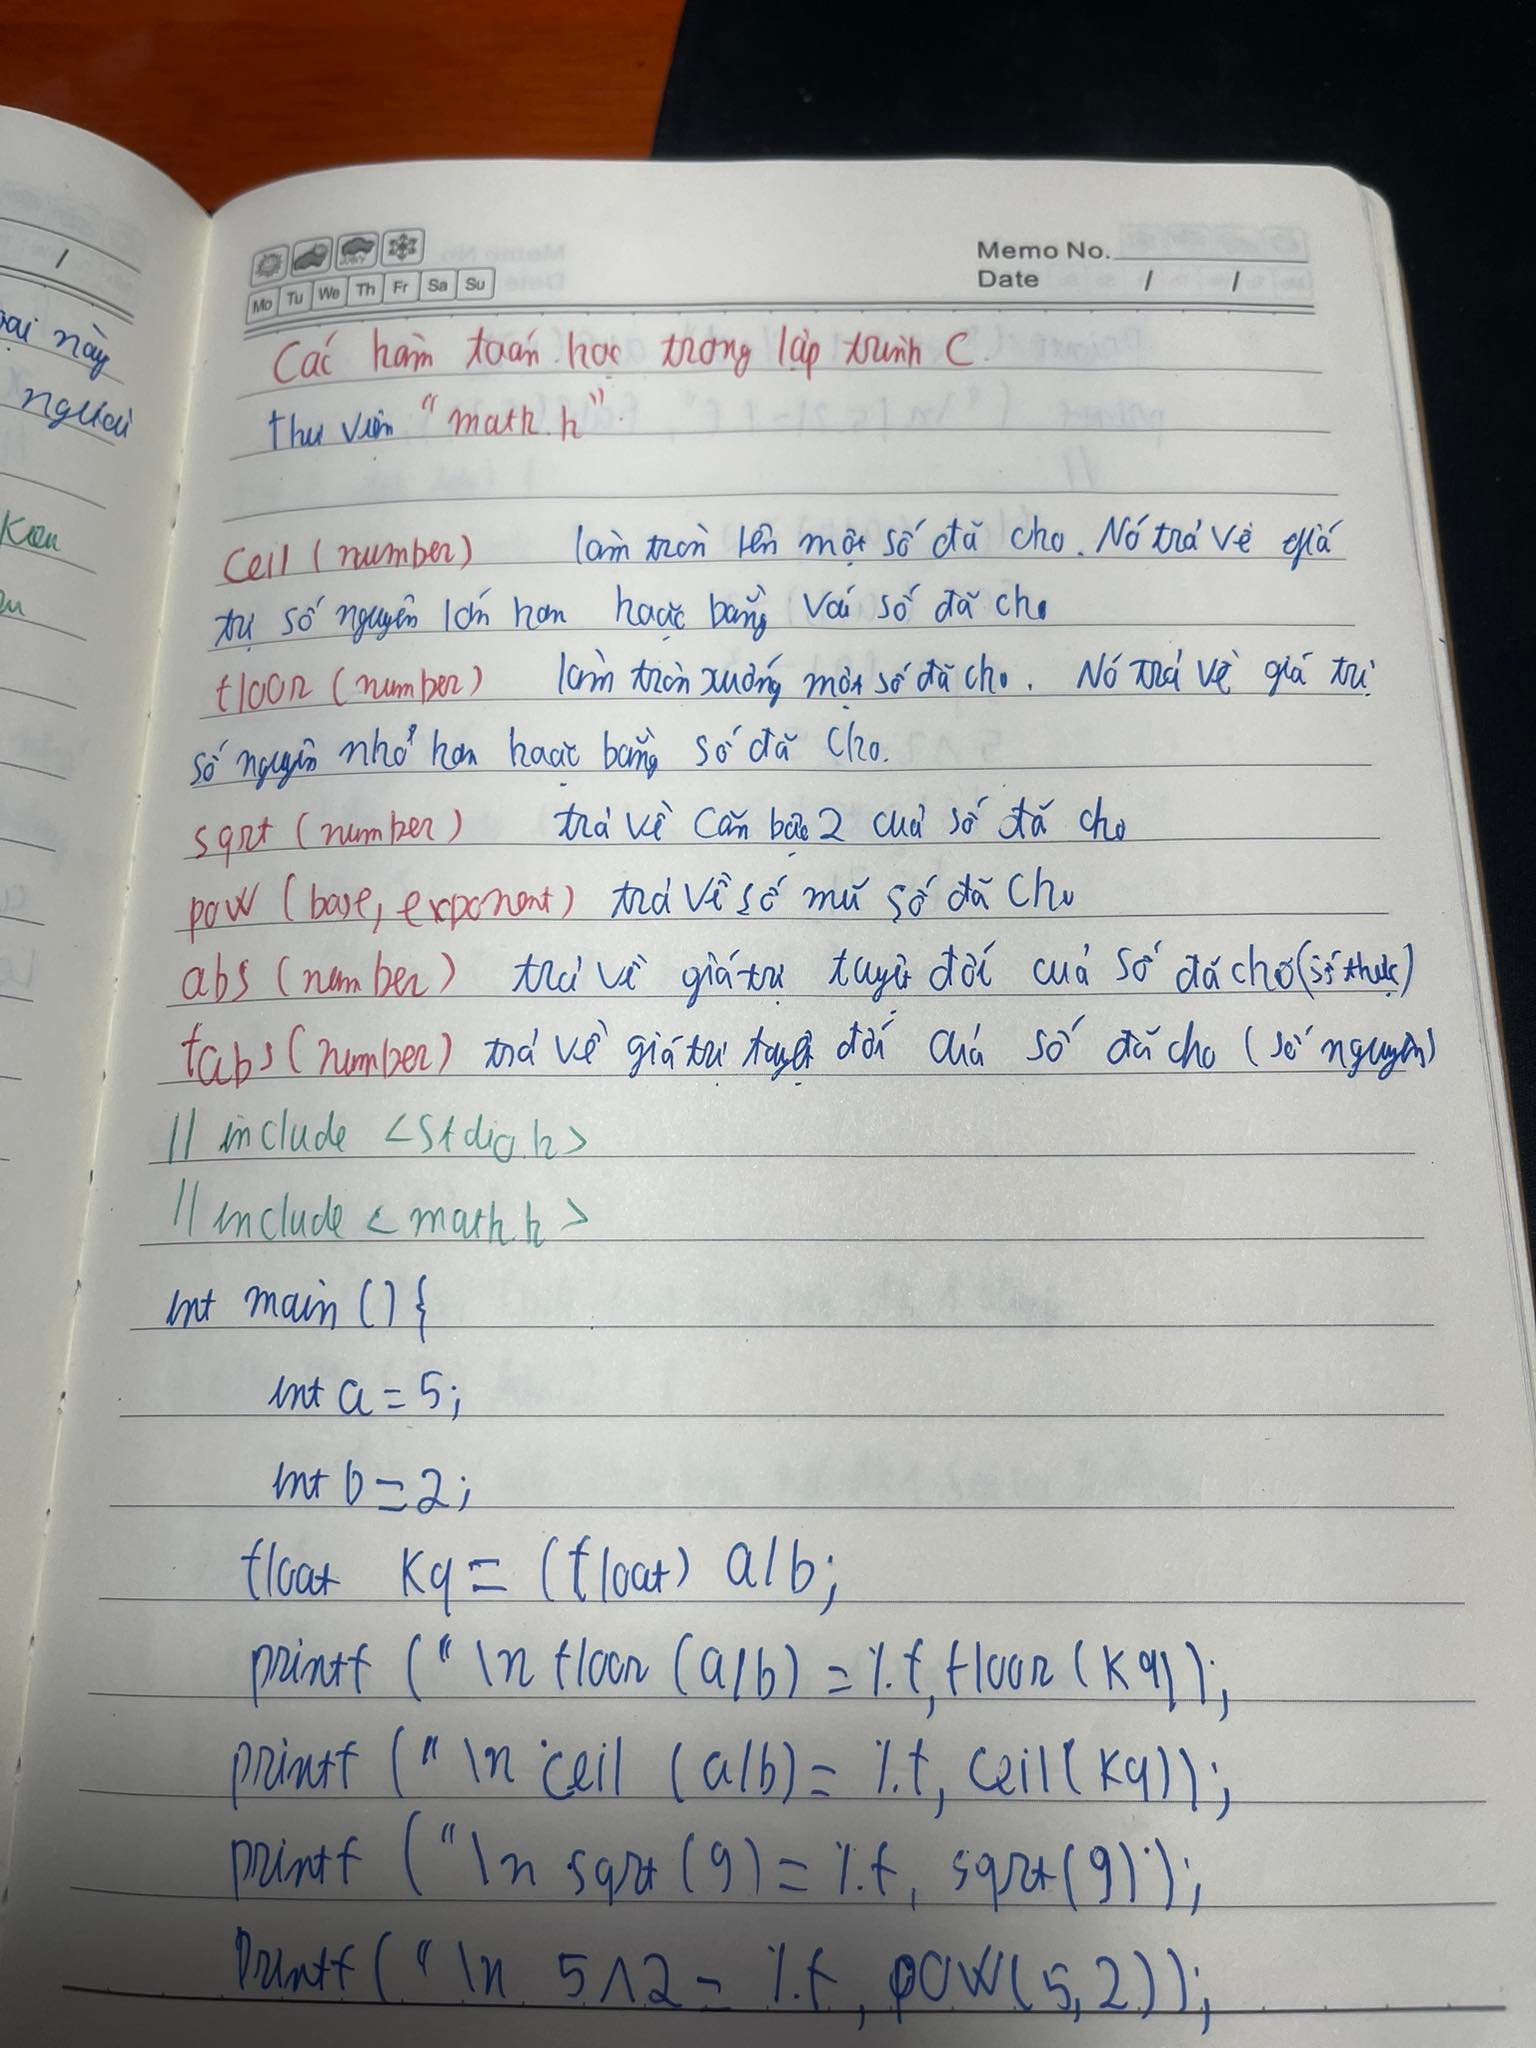 /
oai này
người
Kou
Memo No.
Date / /
Mo Tu We Th Fr Sa Su
Các hàm toán học trong lập trình C.
Thư viện "math.h".
Ceil (number) làm tròn lên một số đã cho. Nó trả về giá
trị số nguyên lớn hơn hoặc bằng với số đã cho
floor (number) làm tròn xuống một số đã cho. Nó trả về giá trị
số nguyên nhỏ hơn hoặc bằng số đã cho.
sqrt (number) trả về căn bậc 2 cuả số đã cho
pow (base, exponent) trả về số mũ số đã cho
abs (number) trả về giá trị tuyệt đối cuả số đã cho (số thực)
fabs (number) trả về giá trị tuyệt đối cuả số đã cho (số nguyên)
// include <Stdio.h>
// include < math.h >
int main () {
int a = 5;
int b = 2;
float Kq = (float) a/b;
printf (" \n floor (a/b) = %.f, floor (Kq));
printf (" \n ceil (a/b) = %.f, Ceil (Kq));
printf (" \n sqrt (9) = %.f, sqrt (9));
Printf (" \n 5^2 = %.f, pow (5,2));